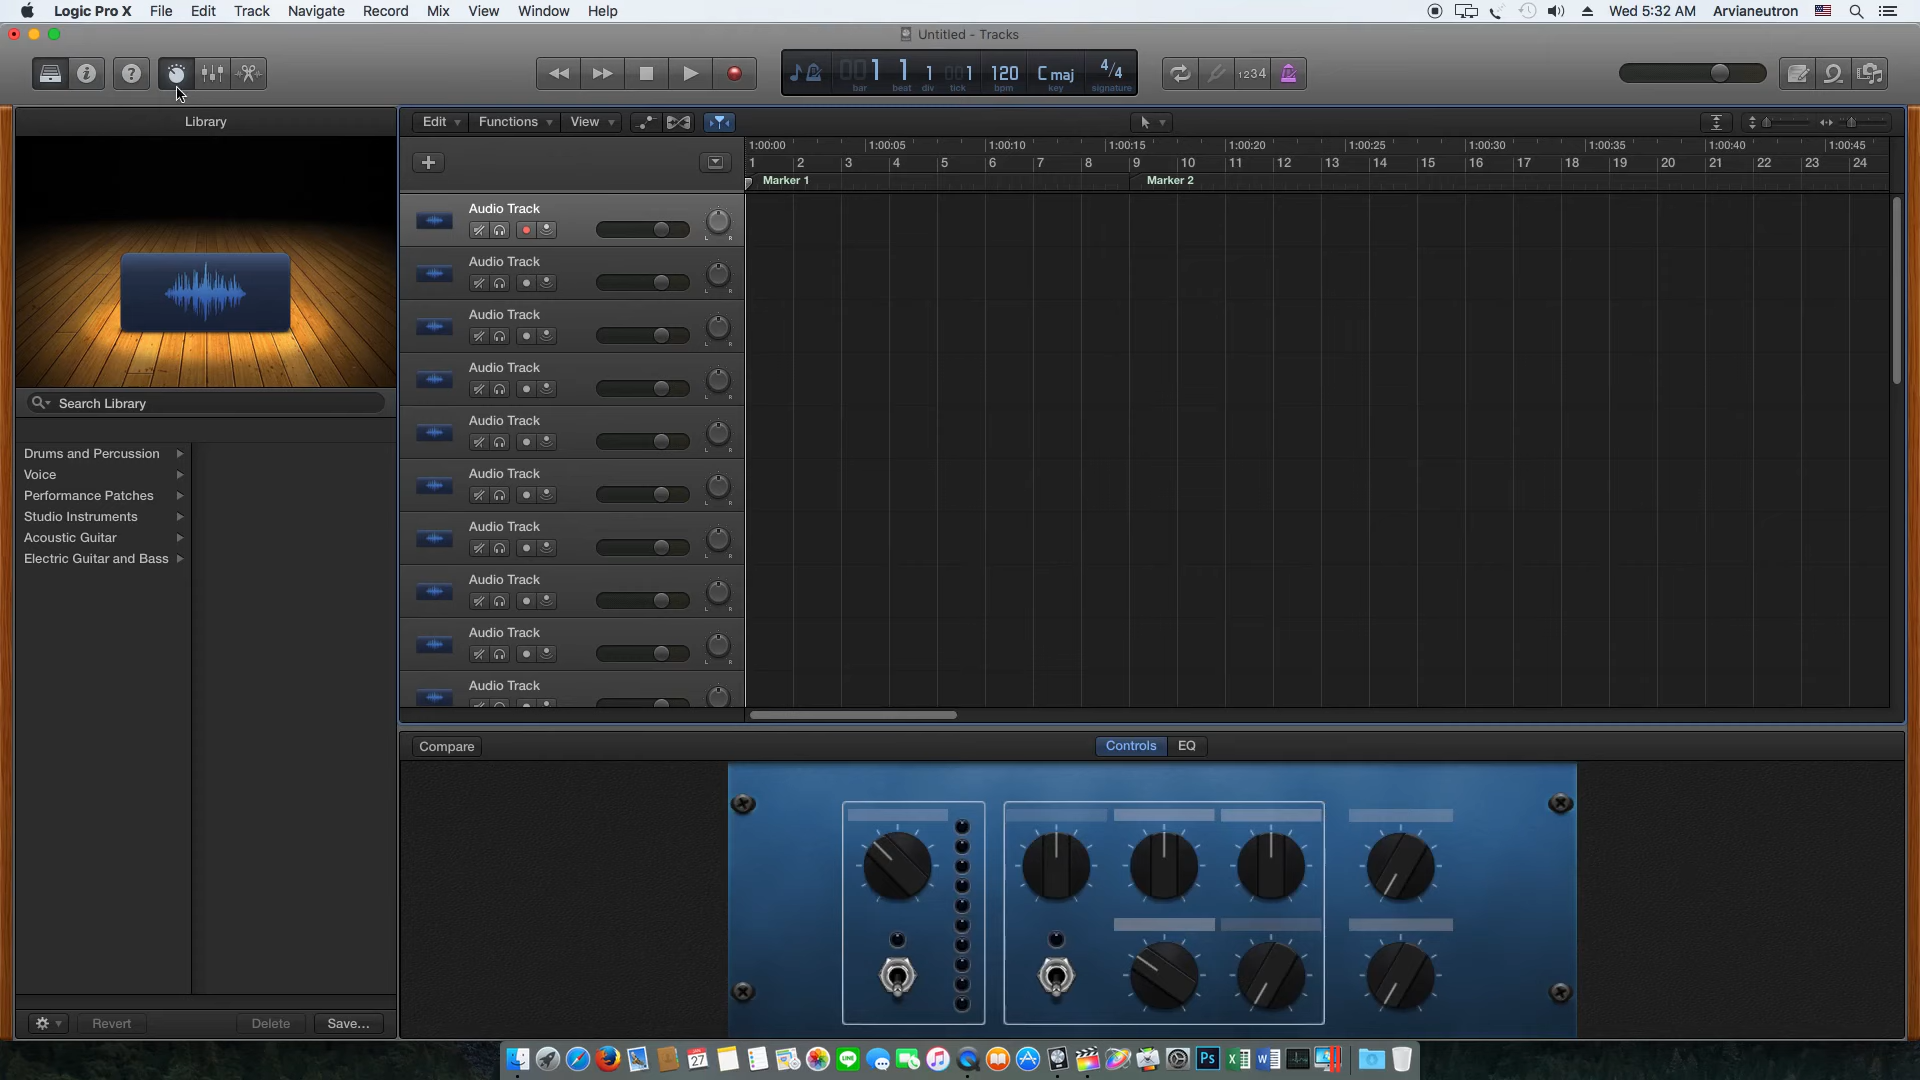 Logic Pro X File Edit Track Navigate Record Mix View Window Help Wed 5:32 AM Arvianeutron
Untitled - Tracks
001 1 1 001 120 C maj 4/4
bar beat div tick bpm key signature
1234
Library
Edit Functions View
1:00:00 1:00:05 1:00:10 1:00:15 1:00:20 1:00:25 1:00:30 1:00:35 1:00:40 1:00:45
1 2 3 4 5 6 7 8 9 10 11 12 13 14 15 16 17 18 19 20 21 22 23 24
Marker 1 Marker 2
Audio Track
L R
Audio Track
L R
Audio Track
L R
Audio Track
L R
Audio Track
L R
Audio Track
L R
Audio Track
L R
Audio Track
L R
Audio Track
L R
Audio Track
Search Library
Drums and Percussion
Voice
Performance Patches
Studio Instruments
Acoustic Guitar
Electric Guitar and Bass
Compare Controls EQ
Revert Delete Save...
LINE JAN 27 Ps X W